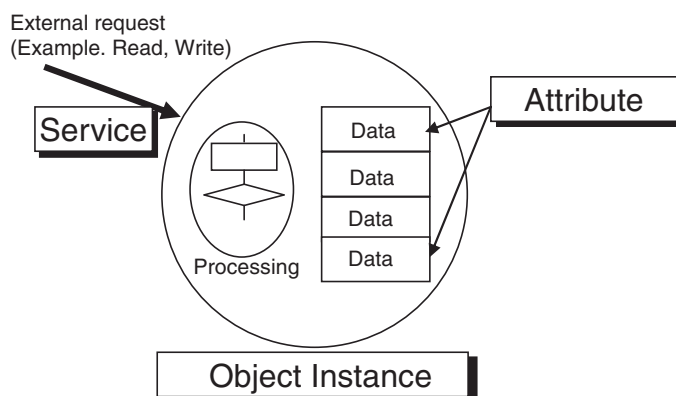 External request
(Example. Read, Write)
Service
Attribute
Data
Data
Data
Data
Processing
Object Instance